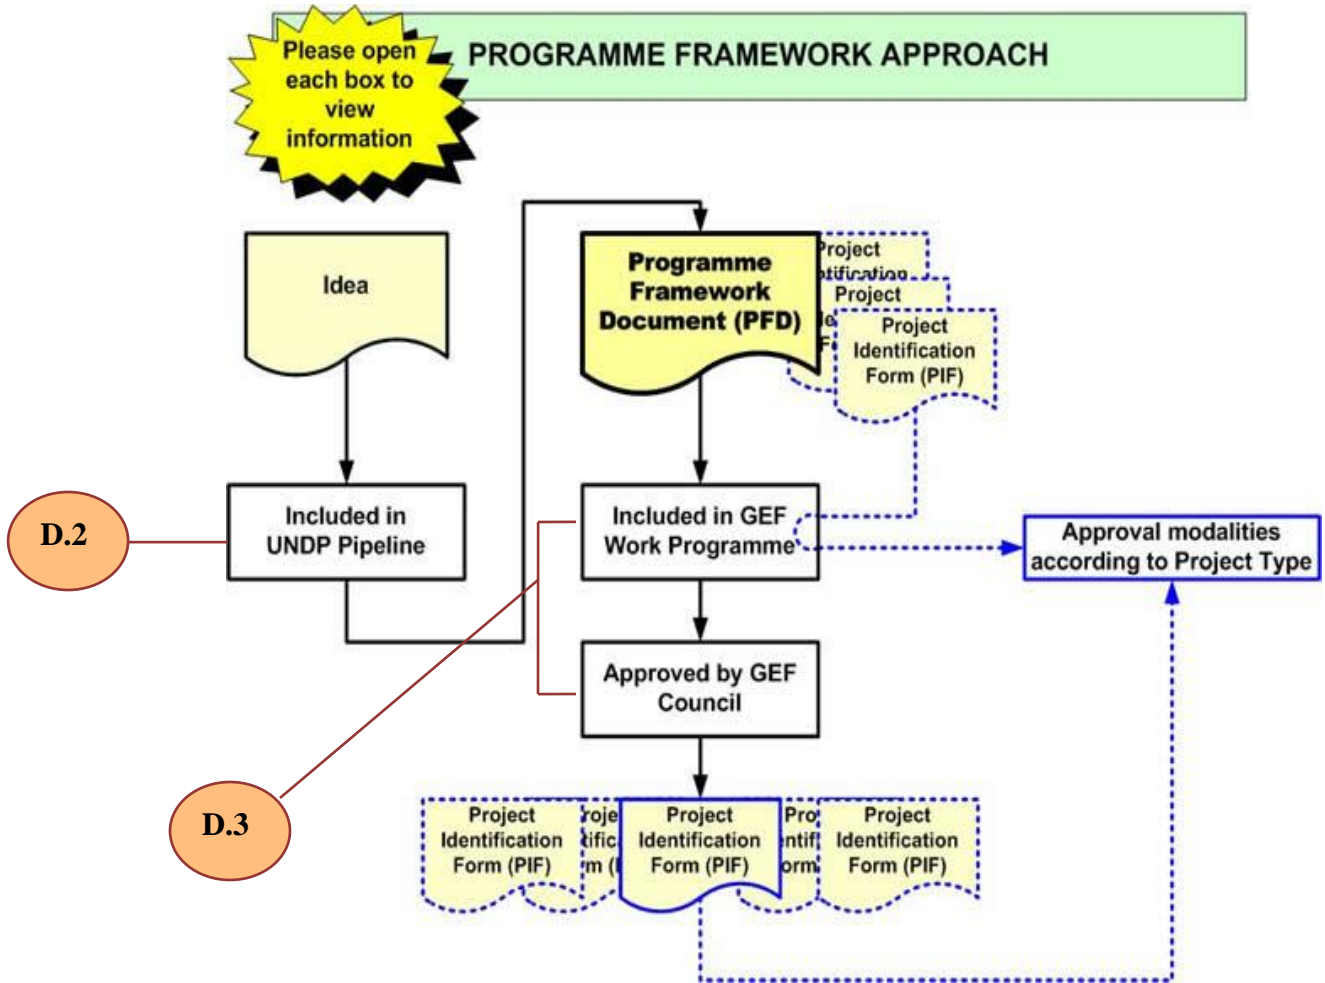 Please open
each box to
view
information
PROGRAMME FRAMEWORK APPROACH
Idea
Programme
Framework
Document (PFD)
Project
Project
Project
Identification
Form (PIF)
D.2
Included in
UNDP Pipeline
Included in GEF
Work Programme
Approval modalities
according to Project Type
Approved by GEF
Council
D.3
Project
Identification
Form (PIF)
Project
Identification
Form (PIF)
Project
Identification
Form (PIF)